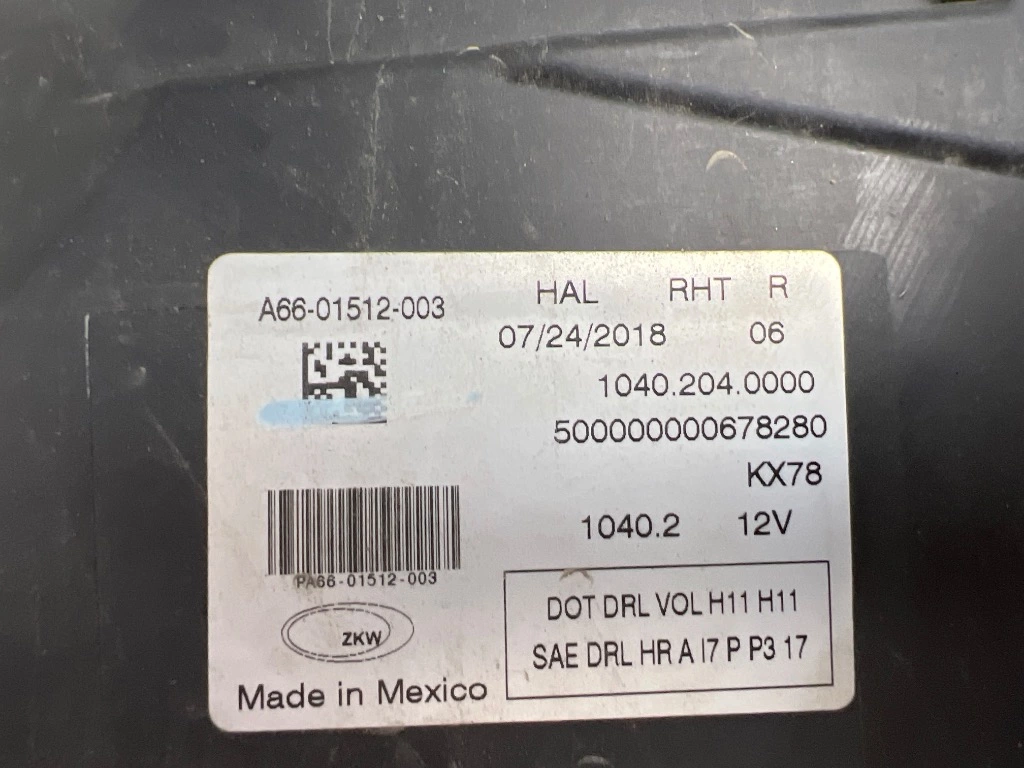 A66-01512-003
HAL RHT R
07/24/2018 06
1040.204.0000
500000000678280
KX78
1040.2 12V
PA66-01512-003
ZKW
Made in Mexico
DOT DRL VOL H11 H11
SAE DRL HR A I7 P P3 17